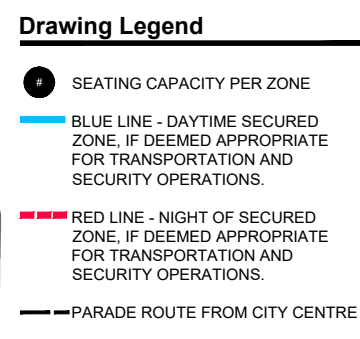 Drawing Legend
# SEATING CAPACITY PER ZONE
BLUE LINE - DAYTIME SECURED
ZONE, IF DEEMED APPROPRIATE
FOR TRANSPORTATION AND
SECURITY OPERATIONS.
RED LINE - NIGHT OF SECURED
ZONE, IF DEEMED APPROPRIATE
FOR TRANSPORTATION AND
SECURITY OPERATIONS.
PARADE ROUTE FROM CITY CENTRE